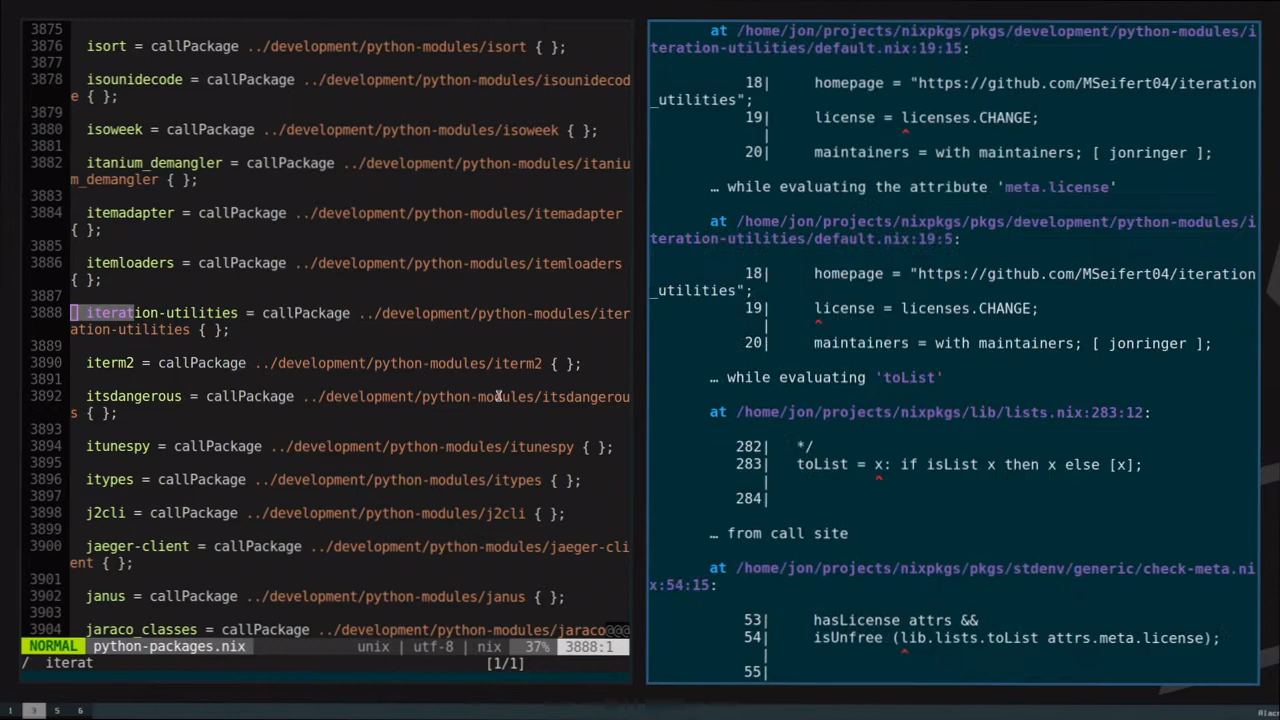 3875
3876 isort = callPackage ../development/python-modules/isort { };
3877
3878 isounidecode = callPackage ../development/python-modules/isounidecod
e { };
3879
3880 isoweek = callPackage ../development/python-modules/isoweek { };
3881
3882 itanium_demangler = callPackage ../development/python-modules/itaniu
m_demangler { };
3883
3884 itemadapter = callPackage ../development/python-modules/itemadapter
{ };
3885
3886 itemloaders = callPackage ../development/python-modules/itemloaders
{ };
3887
3888 iteration-utilities = callPackage ../development/python-modules/iter
ation-utilities { };
3889
3890 iterm2 = callPackage ../development/python-modules/iterm2 { };
3891
3892 itsdangerous = callPackage ../development/python-modules/itsdangerou
s { };
3893
3894 itunespy = callPackage ../development/python-modules/itunespy { };
3895
3896 itypes = callPackage ../development/python-modules/itypes { };
3897
3898 j2cli = callPackage ../development/python-modules/j2cli { };
3899
3900 jaeger-client = callPackage ../development/python-modules/jaeger-cli
ent { };
3901
3902 janus = callPackage ../development/python-modules/janus { };
3903
3904 jaraco_classes = callPackage ../development/python-modules/jaraco@@@
NORMAL python-packages.nix unix | utf-8 | nix 37% 3888:1
/ iterat [1/1]
at /home/jon/projects/nixpkgs/pkgs/development/python-modules/i
teration-utilities/default.nix:19:15:
18| homepage = "https://github.com/MSeifert04/iteration
_utilities";
19| license = licenses.CHANGE;
| ^
20| maintainers = with maintainers; [ jonringer ];
… while evaluating the attribute 'meta.license'
at /home/jon/projects/nixpkgs/pkgs/development/python-modules/i
teration-utilities/default.nix:19:5:
18| homepage = "https://github.com/MSeifert04/iteration
_utilities";
19| license = licenses.CHANGE;
| ^
20| maintainers = with maintainers; [ jonringer ];
… while evaluating 'toList'
at /home/jon/projects/nixpkgs/lib/lists.nix:283:12:
282| */
283| toList = x: if isList x then x else [x];
| ^
284|
… from call site
at /home/jon/projects/nixpkgs/pkgs/stdenv/generic/check-meta.ni
x:54:15:
53| hasLicense attrs &&
54| isUnfree (lib.lists.toList attrs.meta.license);
| ^
55|
1 3 5 6